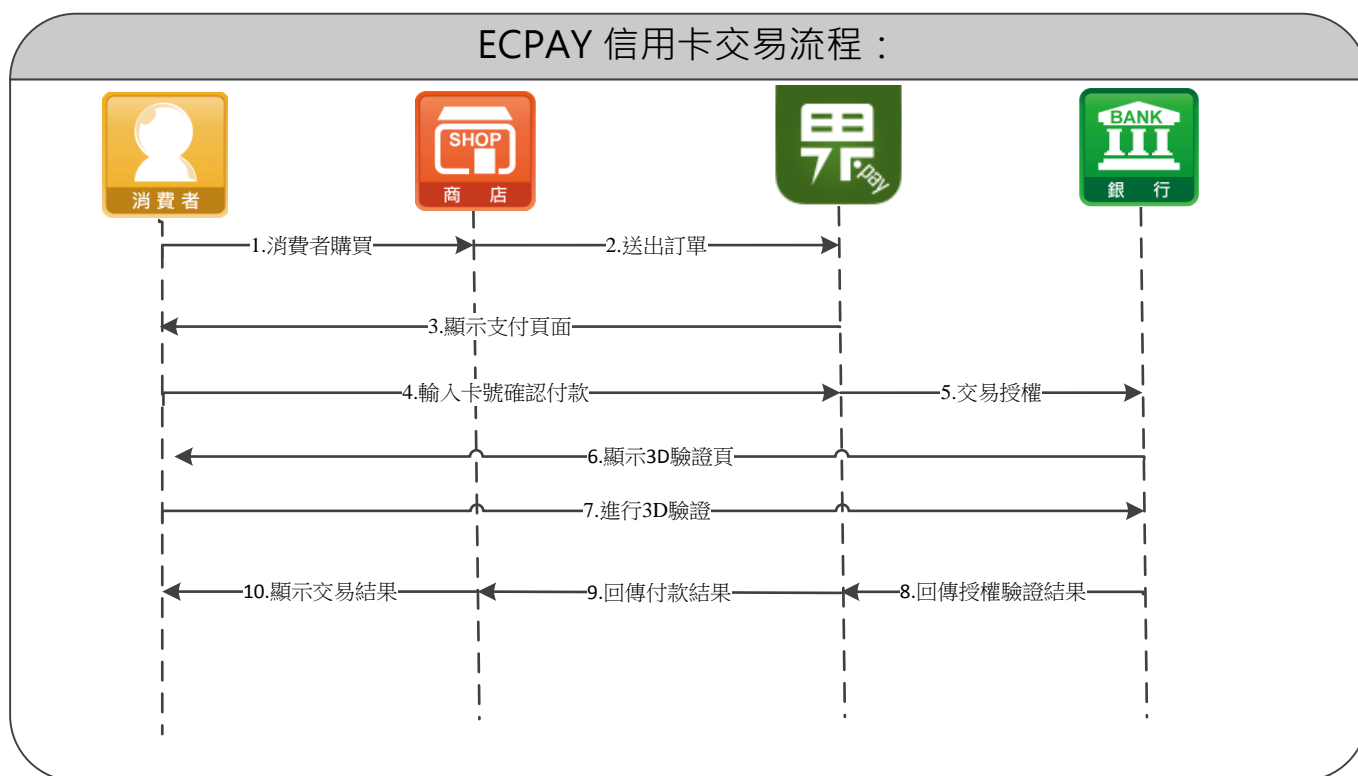 ECPAY 信用卡交易流程：
消費者
SHOP
商店
界
pay
BANK
銀行
1.消費者購買
2.送出訂單
3.顯示支付頁面
4.輸入卡號確認付款
5.交易授權
6.顯示3D驗證頁
7.進行3D驗證
10.顯示交易結果
9.回傳付款結果
8.回傳授權驗證結果